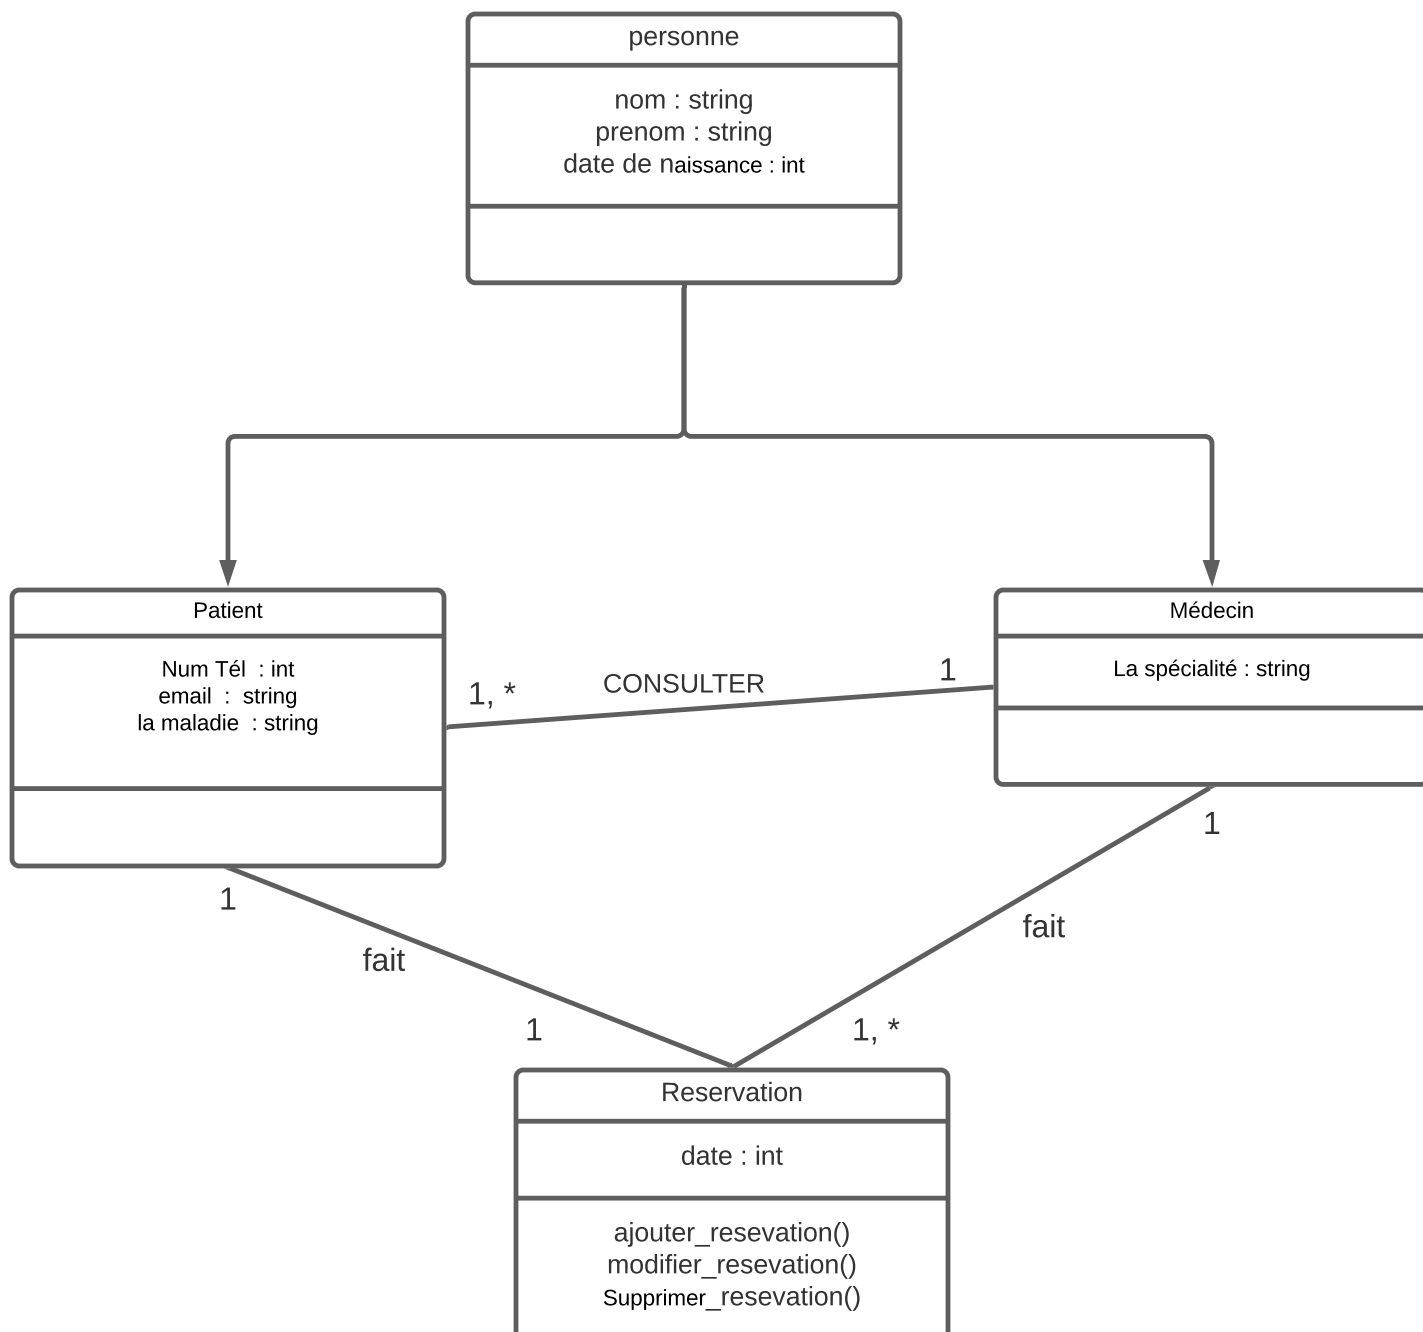 personne
nom : string
prenom : string
date de naissance : int
Patient
Num Tél  : int
email  :  string
la maladie  : string
Médecin
La spécialité : string
1, *
CONSULTER
1
1
fait
1
1
fait
1, *
Reservation
date : int
ajouter_resevation()
modifier_resevation()
Supprimer_resevation()